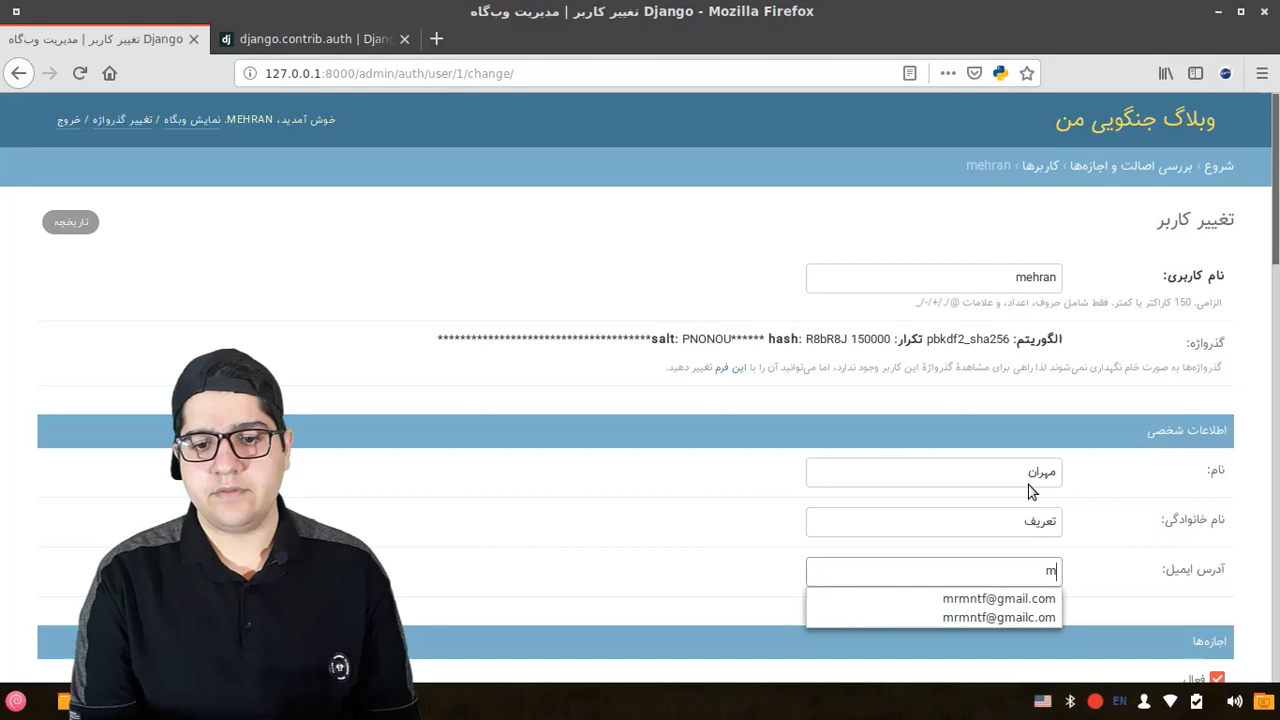 تغییر کاربر | مدیریت وب‌گاه Django - Mozilla Firefox
تغییر کاربر | مدیریت وب‌گاه Django
dj django.contrib.auth | Djan
127.0.0.1:8000/admin/auth/user/1/change/
وبلاگ جنگویی من
خوش آمدید، MEHRAN. نمایش وبگاه / تغییر گذرواژه / خروج
شروع › بررسی اصالت و اجازه‌ها › کاربرها › mehran
تغییر کاربر
تاریخچه
نام کاربری:
mehran
الزامی. 150 کاراکتر یا کمتر. فقط شامل حروف، اعداد، و علامات @/./+/-/_
گذرواژه:
الگوریتم: pbkdf2_sha256 تکرار: 150000 salt: PNONOU****** hash: R8bR8J**************************************
گذرواژه‌ها به صورت خام نگهداری نمی‌شوند لذا راهی برای مشاهدهٔ گذرواژهٔ این کاربر وجود ندارد، اما می‌توانید آن را با این فرم تغییر دهید.
اطلاعات شخصی
نام:
مهران
نام خانوادگی:
تعریف
آدرس ایمیل:
m
mrmntf@gmail.com
mrmntf@gmailc.om
اجازه‌ها
فعال
EN